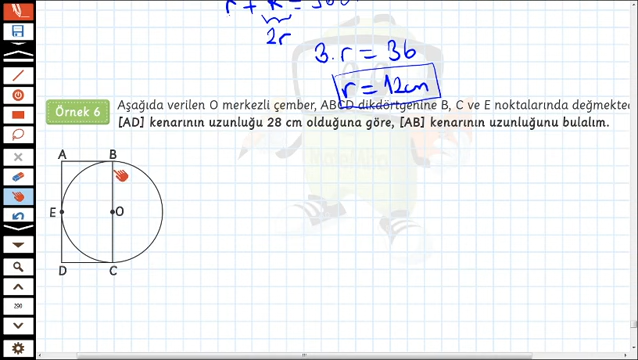 2r
3.r = 36
r = 12cm
Örnek 6
Aşağıda verilen O merkezli çember, ABCD dikdörtgenine B, C ve E noktalarında değmekte
[AD] kenarının uzunluğu 28 cm olduğuna göre, [AB] kenarının uzunluğunu bulalım.
A B
E O
D C
290